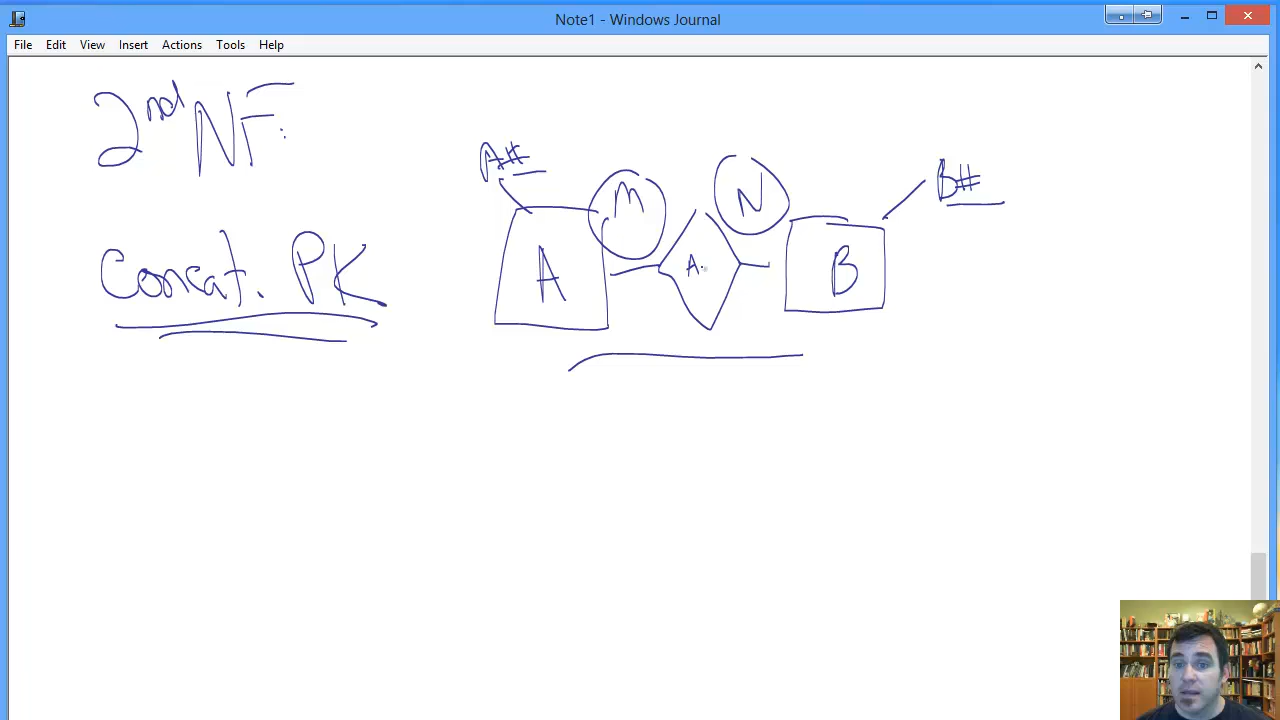 Note1 - Windows Journal
File Edit View Insert Actions Tools Help
2nd NF:
A#
M
N
B#
Concat. PK
A
A.
B